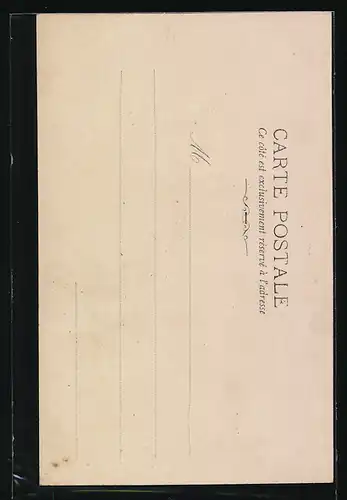 CARTE POSTALE
Ce côté est exclusivement réservé à l'adresse
M